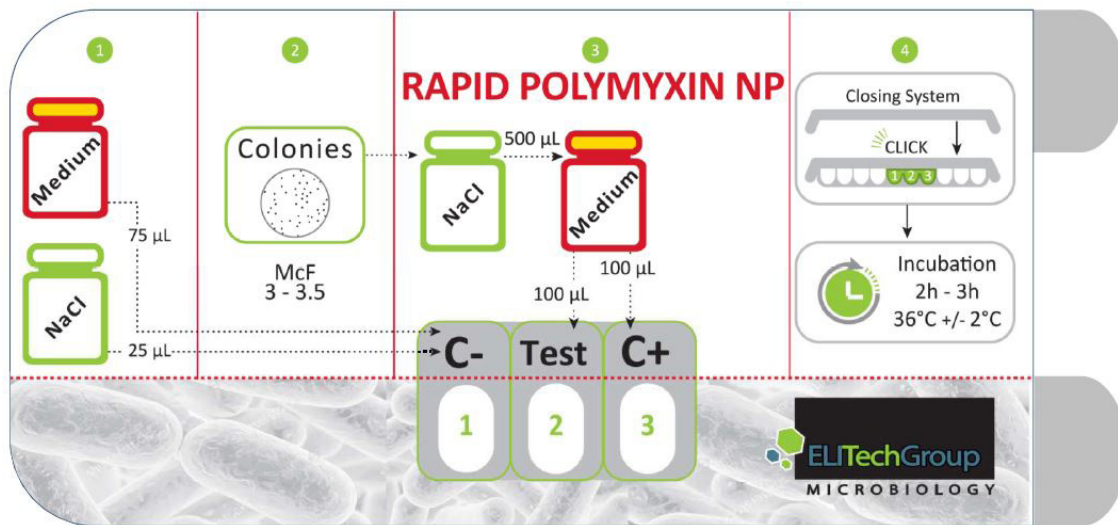 1
Medium
75 µL
NaCl
25 µL
2
Colonies
McF
3 - 3.5
3
RAPID POLYMYXIN NP
500 µL
NaCl
Medium
100 µL
100 µL
C-
Test
C+
1
2
3
4
Closing System
CLICK
1 2 3
Incubation
2h - 3h
36°C +/- 2°C
ELITechGroup
MICROBIOLOGY